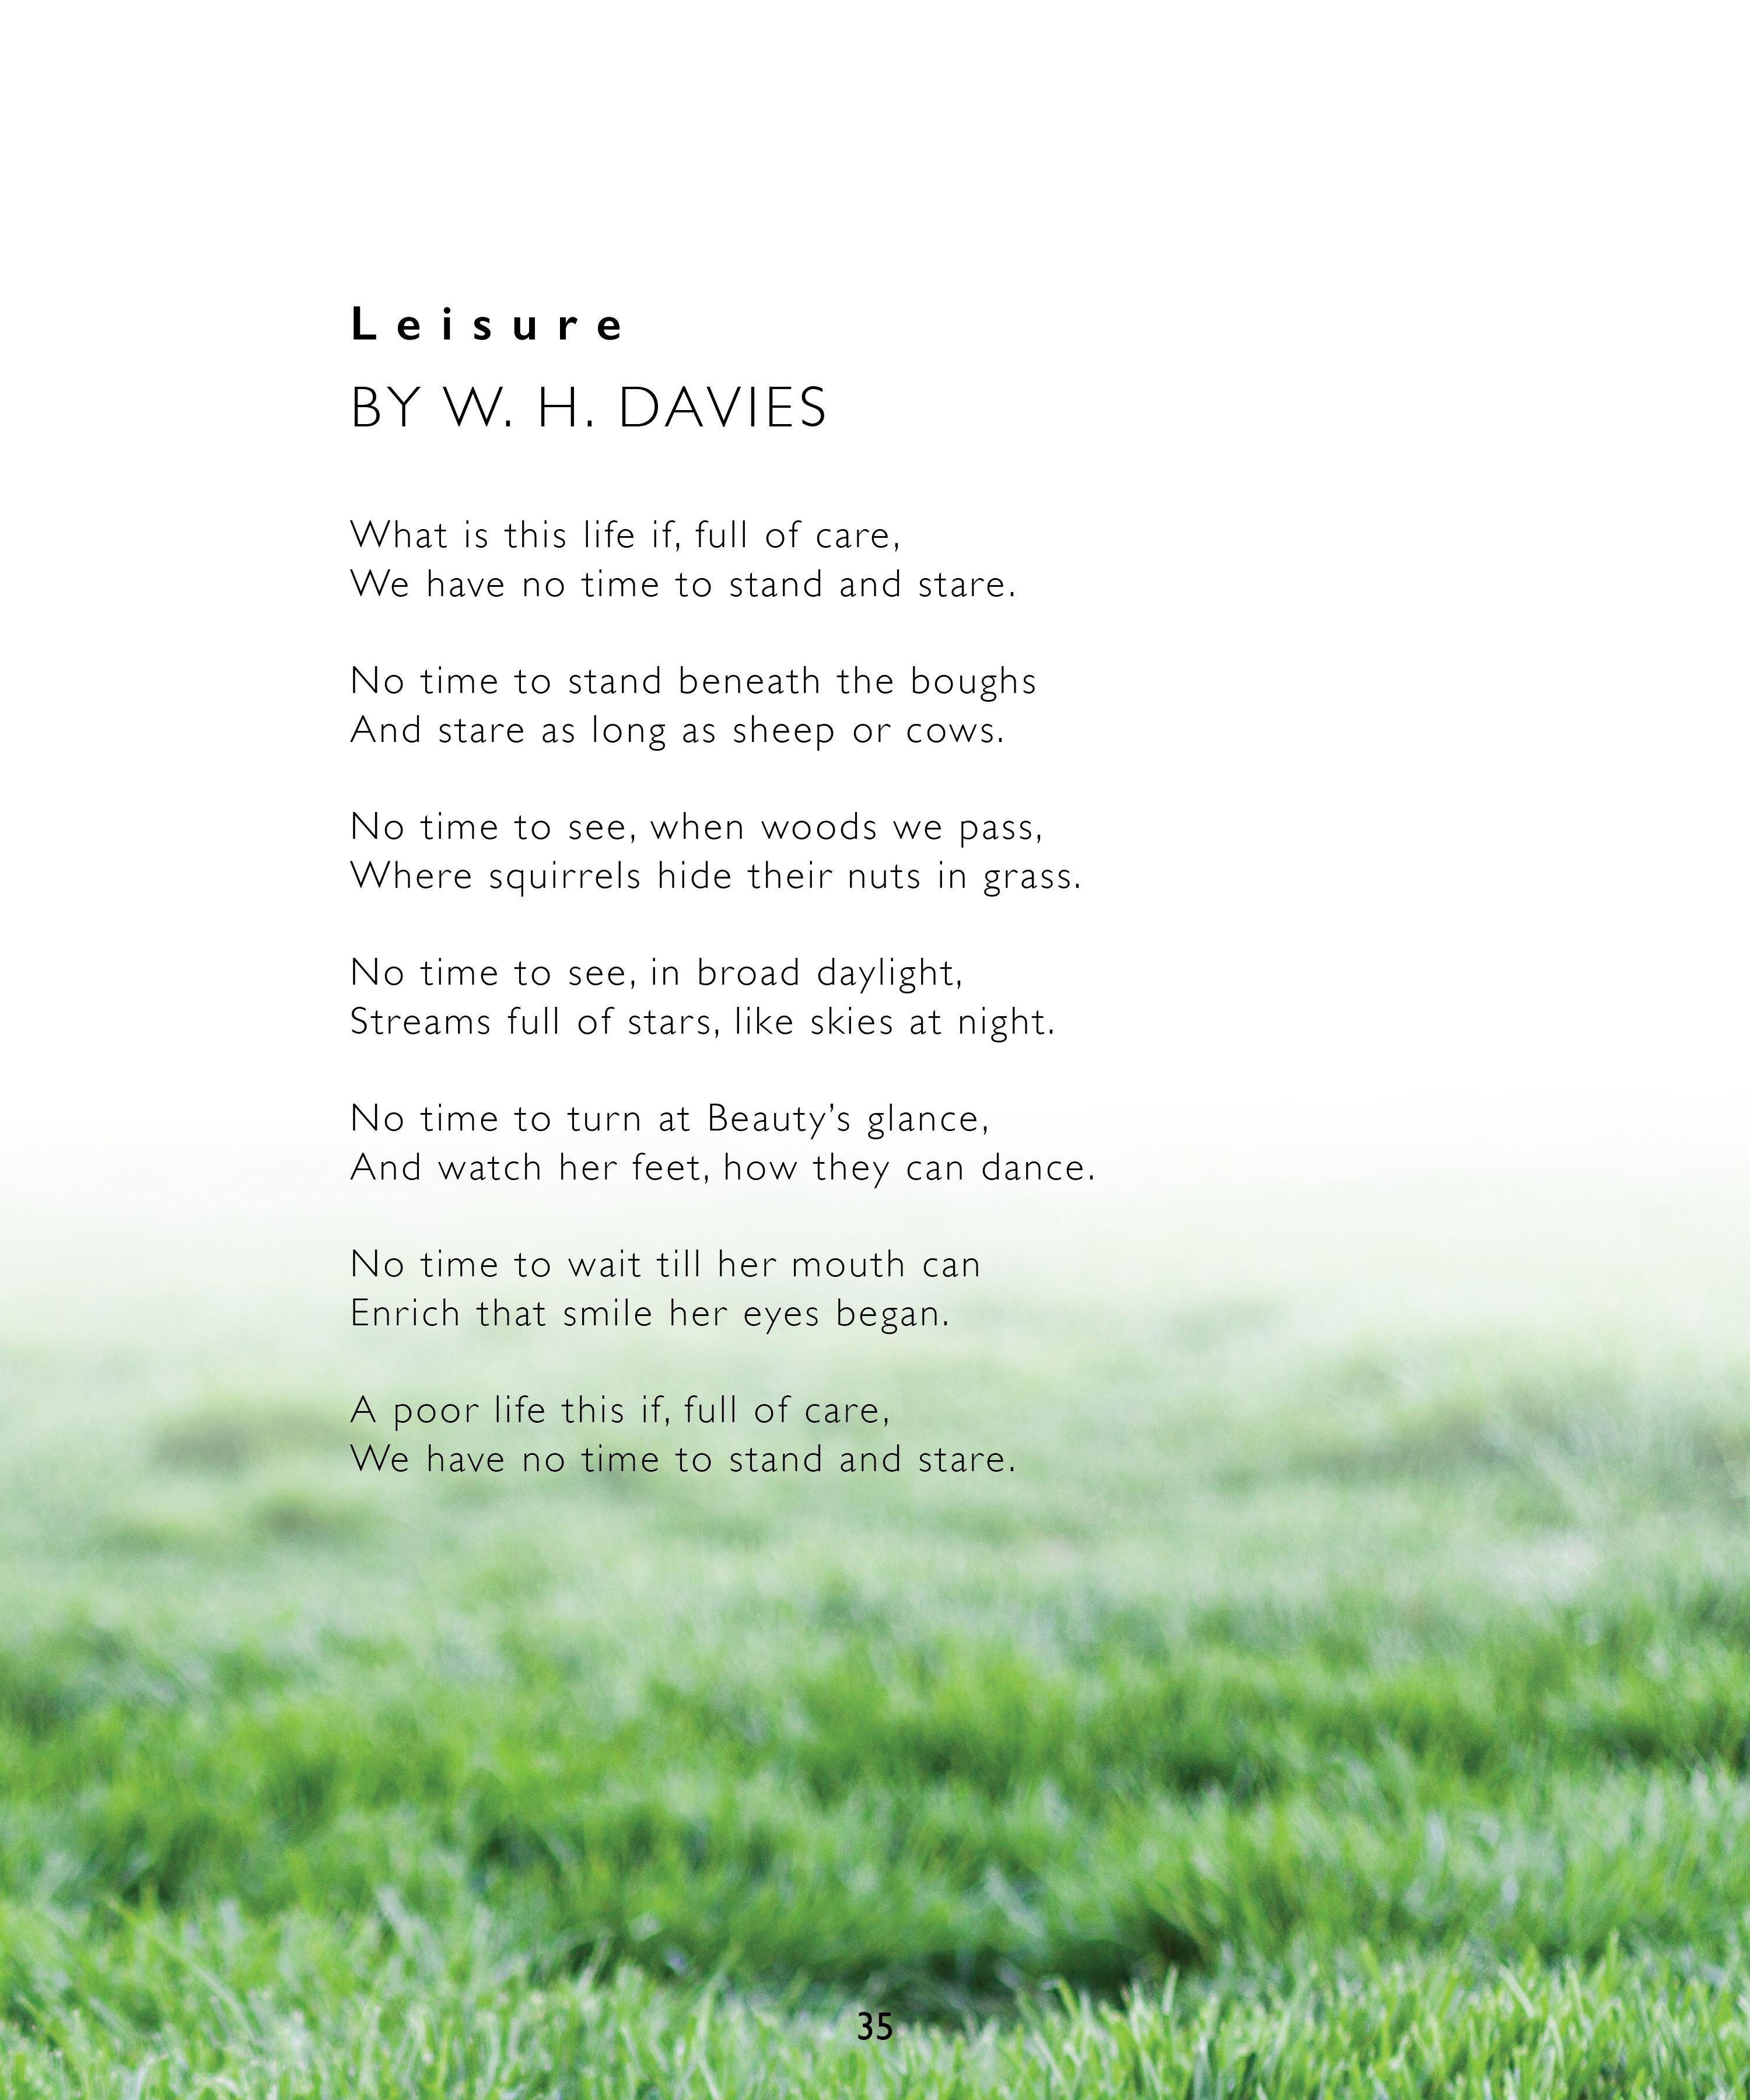 Leisure
BY W. H. DAVIES
What is this life if, full of care,
We have no time to stand and stare.
No time to stand beneath the boughs
And stare as long as sheep or cows.
No time to see, when woods we pass,
Where squirrels hide their nuts in grass.
No time to see, in broad daylight,
Streams full of stars, like skies at night.
No time to turn at Beauty’s glance,
And watch her feet, how they can dance.
No time to wait till her mouth can
Enrich that smile her eyes began.
A poor life this if, full of care,
We have no time to stand and stare.
35